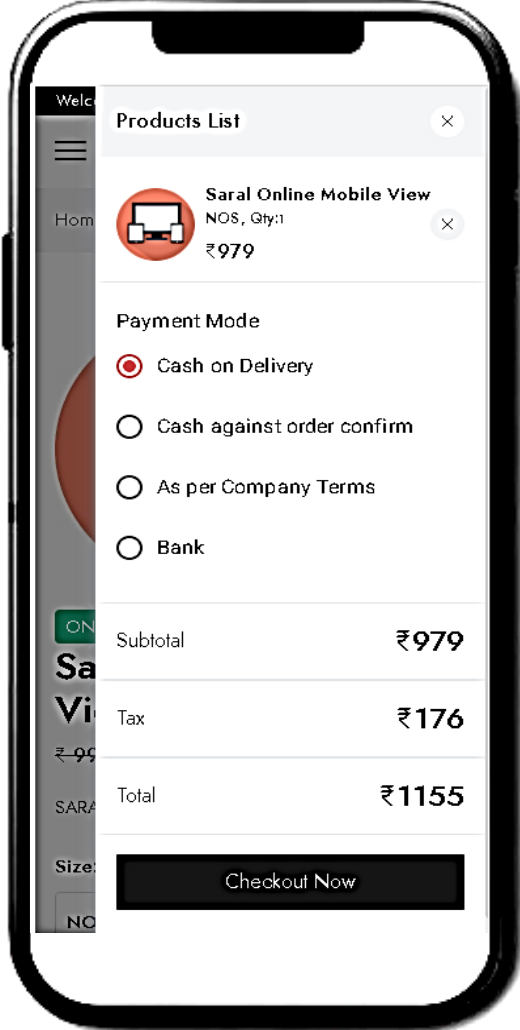 Welc
Products List
Hom
Saral Online Mobile View
NOS, Qty:1
₹979
Payment Mode
Cash on Delivery
Cash against order confirm
As per Company Terms
Bank
ON
Sa
Vi
₹ 99
SARA
Size:
NO
Subtotal ₹979
Tax ₹176
Total ₹1155
Checkout Now